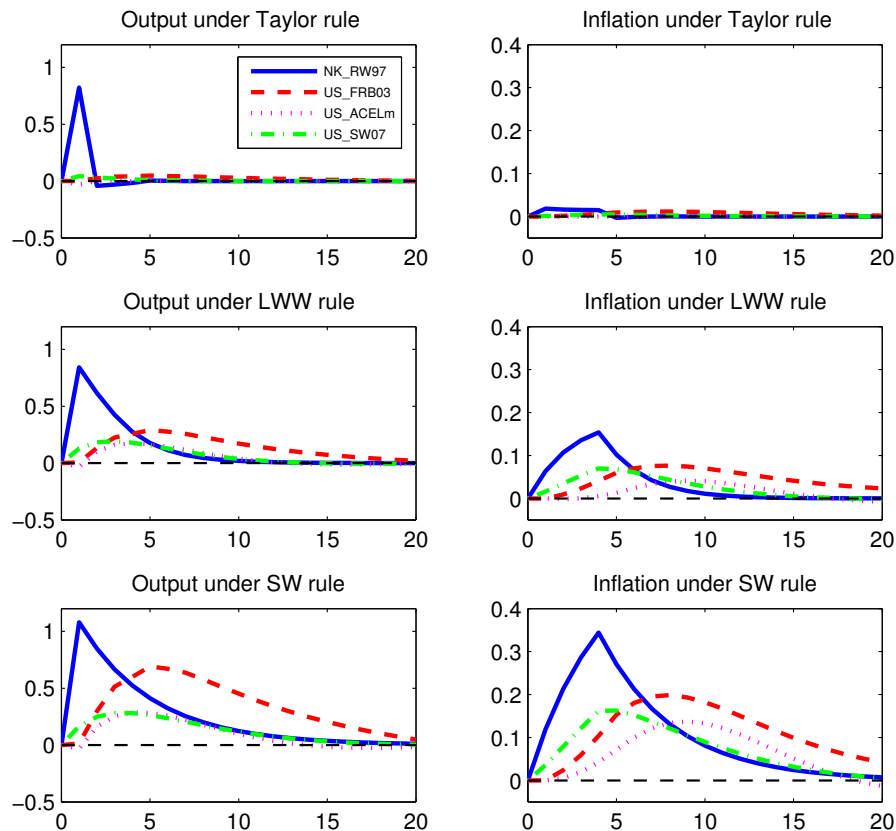 Output under Taylor rule
Inflation under Taylor rule
1
0.5
0
−0.5
0 5 10 15 20
NK_RW97
US_FRB03
US_ACELm
US_SW07
0.4
0.3
0.2
0.1
0
0 5 10 15 20
Output under LWW rule
Inflation under LWW rule
1
0.5
0
−0.5
0 5 10 15 20
0.4
0.3
0.2
0.1
0
0 5 10 15 20
Output under SW rule
Inflation under SW rule
1
0.5
0
−0.5
0 5 10 15 20
0.4
0.3
0.2
0.1
0
0 5 10 15 20